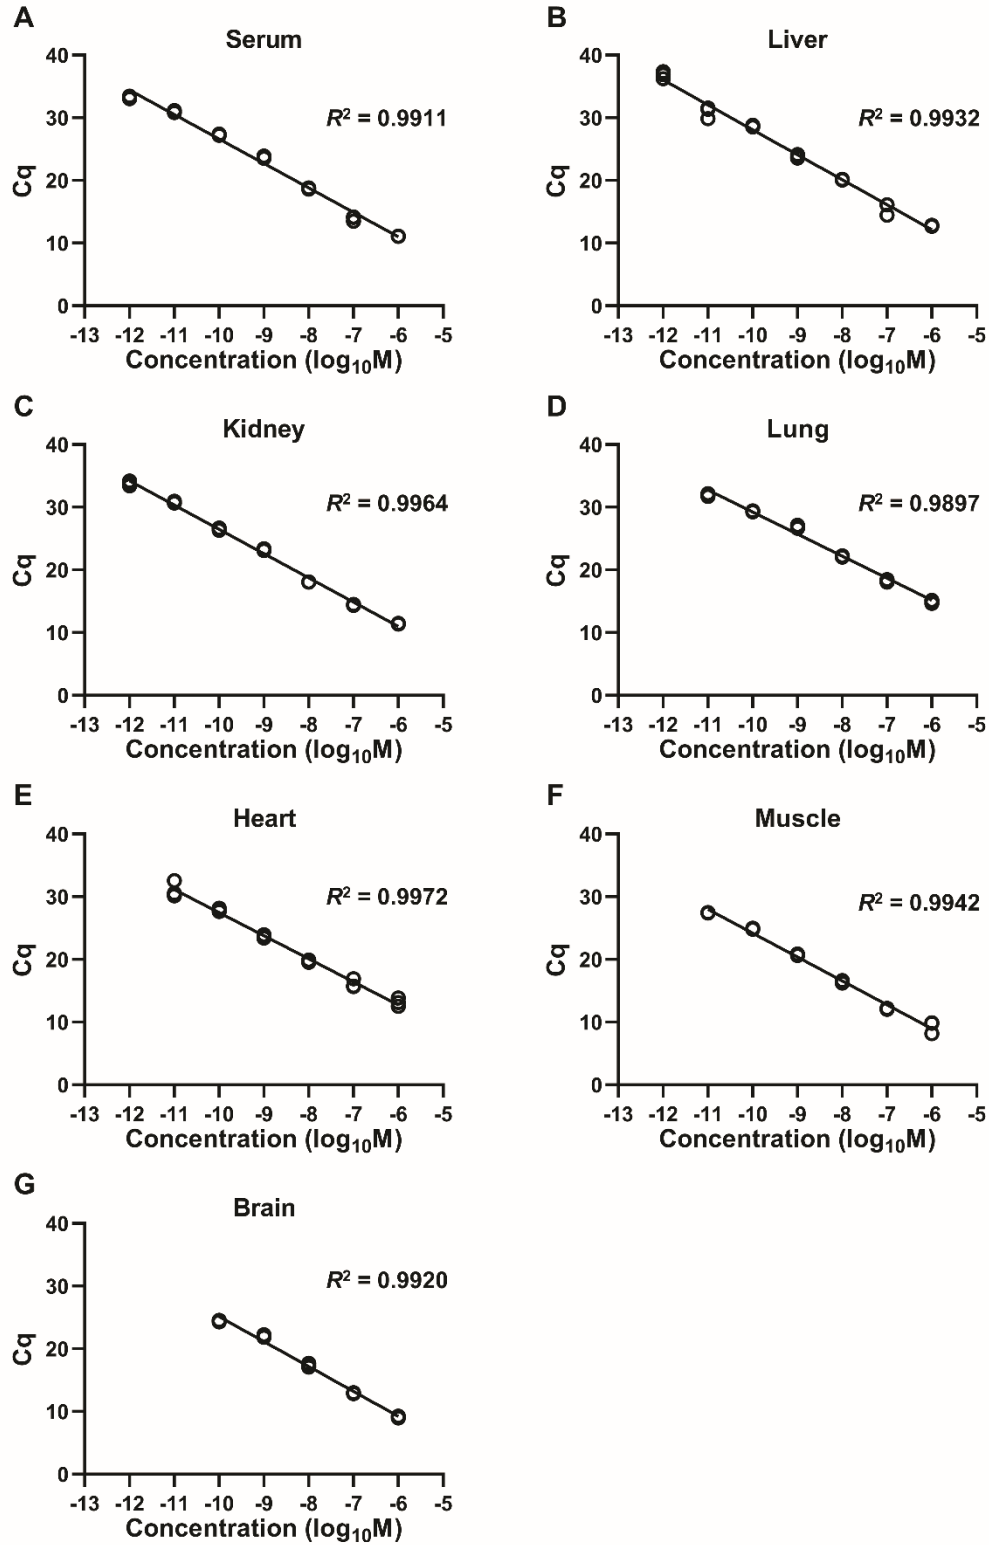 A
Serum
40
30
20
10
0
Cq
R² = 0.9911
-13 -12 -11 -10 -9 -8 -7 -6 -5
Concentration (log₁₀M)
B
Liver
40
30
20
10
0
Cq
R² = 0.9932
-13 -12 -11 -10 -9 -8 -7 -6 -5
Concentration (log₁₀M)
C
Kidney
40
30
20
10
0
Cq
R² = 0.9964
-13 -12 -11 -10 -9 -8 -7 -6 -5
Concentration (log₁₀M)
D
Lung
40
30
20
10
0
Cq
R² = 0.9897
-13 -12 -11 -10 -9 -8 -7 -6 -5
Concentration (log₁₀M)
E
Heart
40
30
20
10
0
Cq
R² = 0.9972
-13 -12 -11 -10 -9 -8 -7 -6 -5
Concentration (log₁₀M)
F
Muscle
40
30
20
10
0
Cq
R² = 0.9942
-13 -12 -11 -10 -9 -8 -7 -6 -5
Concentration (log₁₀M)
G
Brain
40
30
20
10
0
Cq
R² = 0.9920
-13 -12 -11 -10 -9 -8 -7 -6 -5
Concentration (log₁₀M)